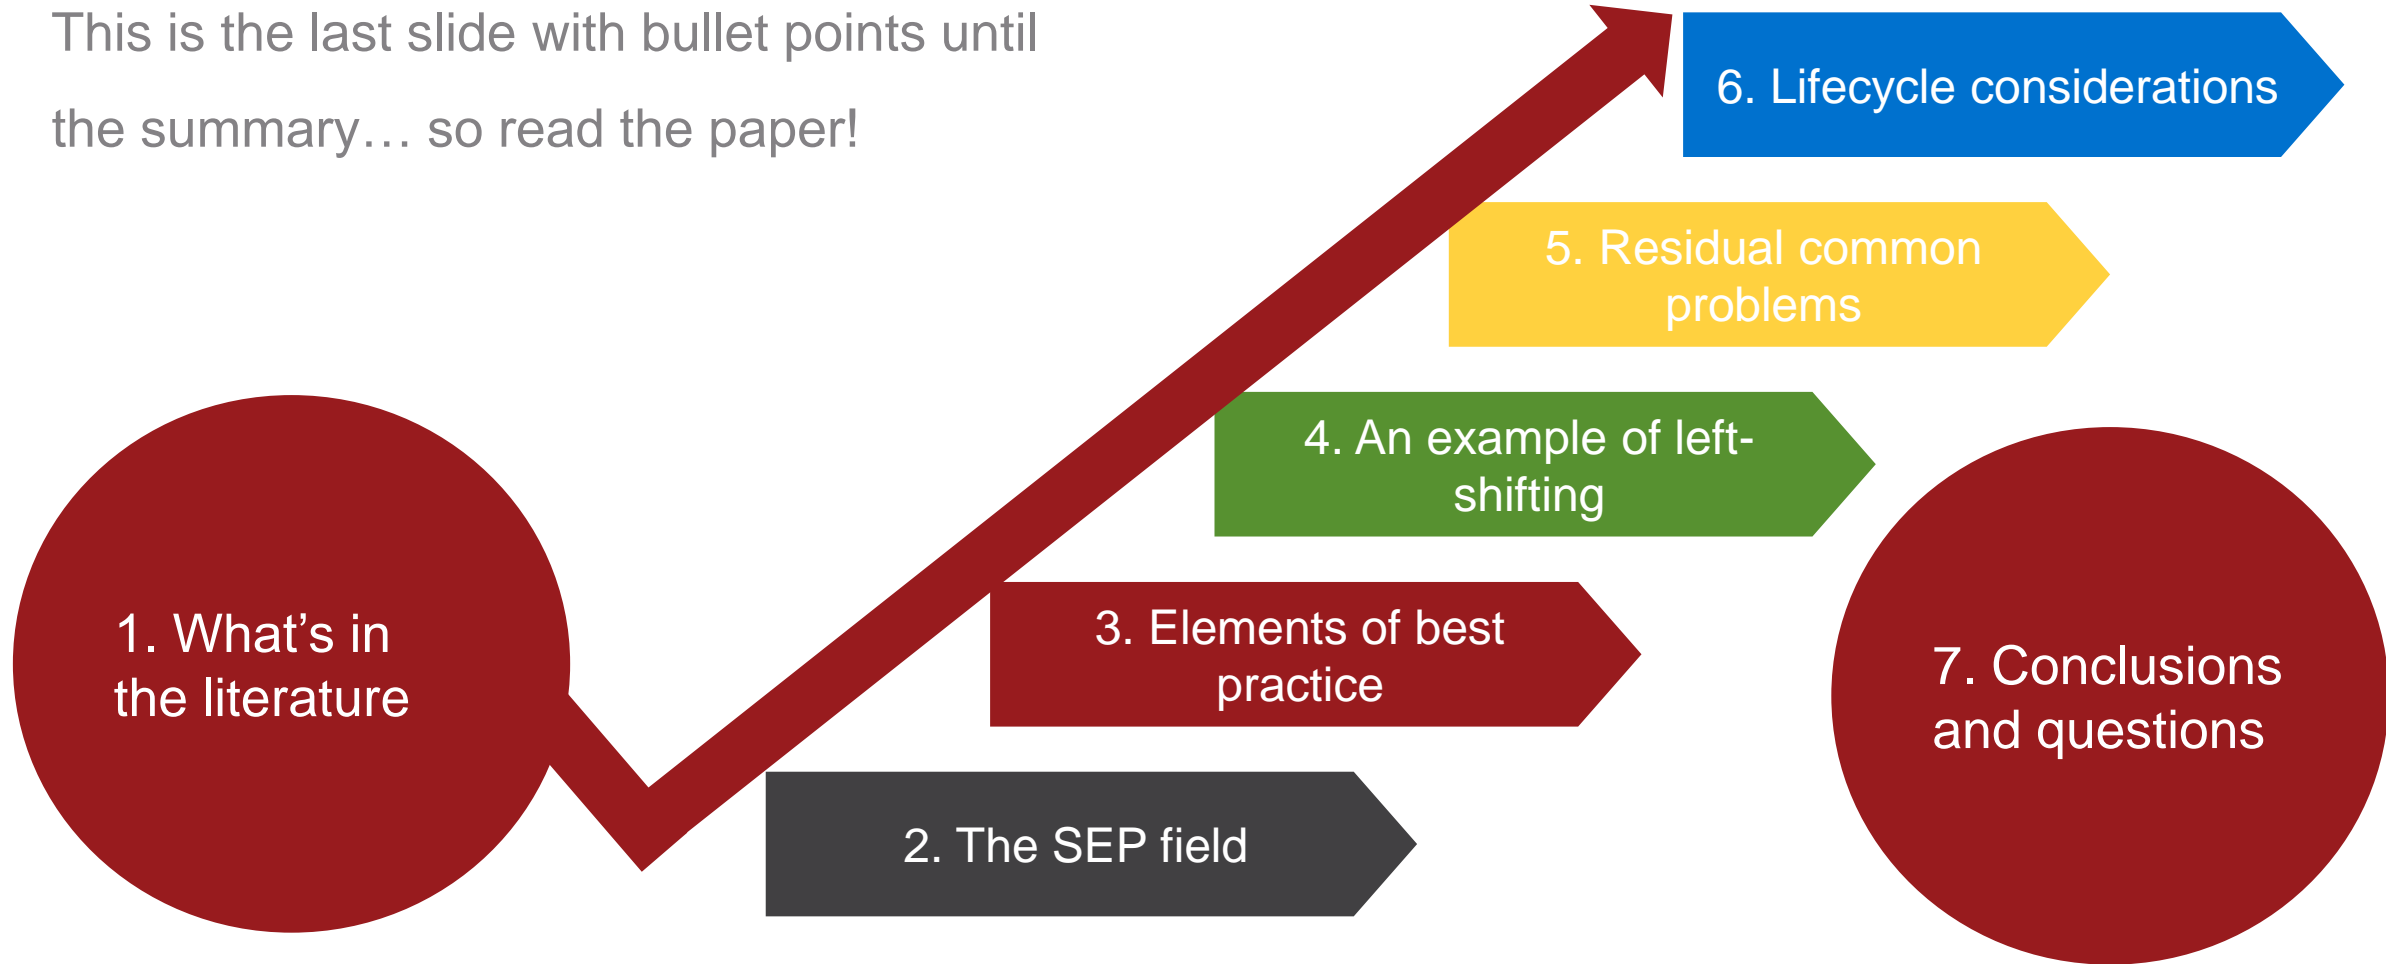 This is the last slide with bullet points until
the summary… so read the paper!
1. What’s in
the literature
2. The SEP field
3. Elements of best
practice
4. An example of left-
shifting
5. Residual common
problems
6. Lifecycle considerations
7. Conclusions
and questions